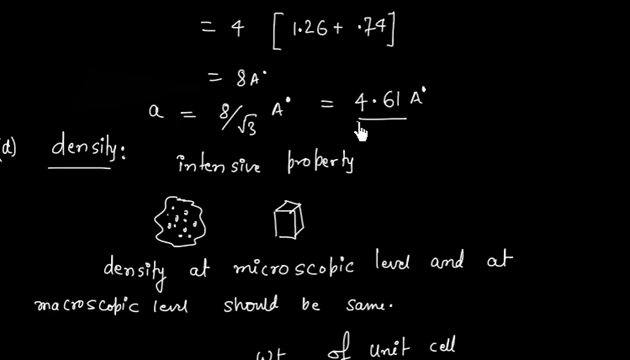 = 4 [1.26 + .74]
= 8A°
a = 8/√3 A° = 4.61 A°
(d) density: intensive property
density at microscopic level and at
macroscopic level should be same.
wt of unit cell